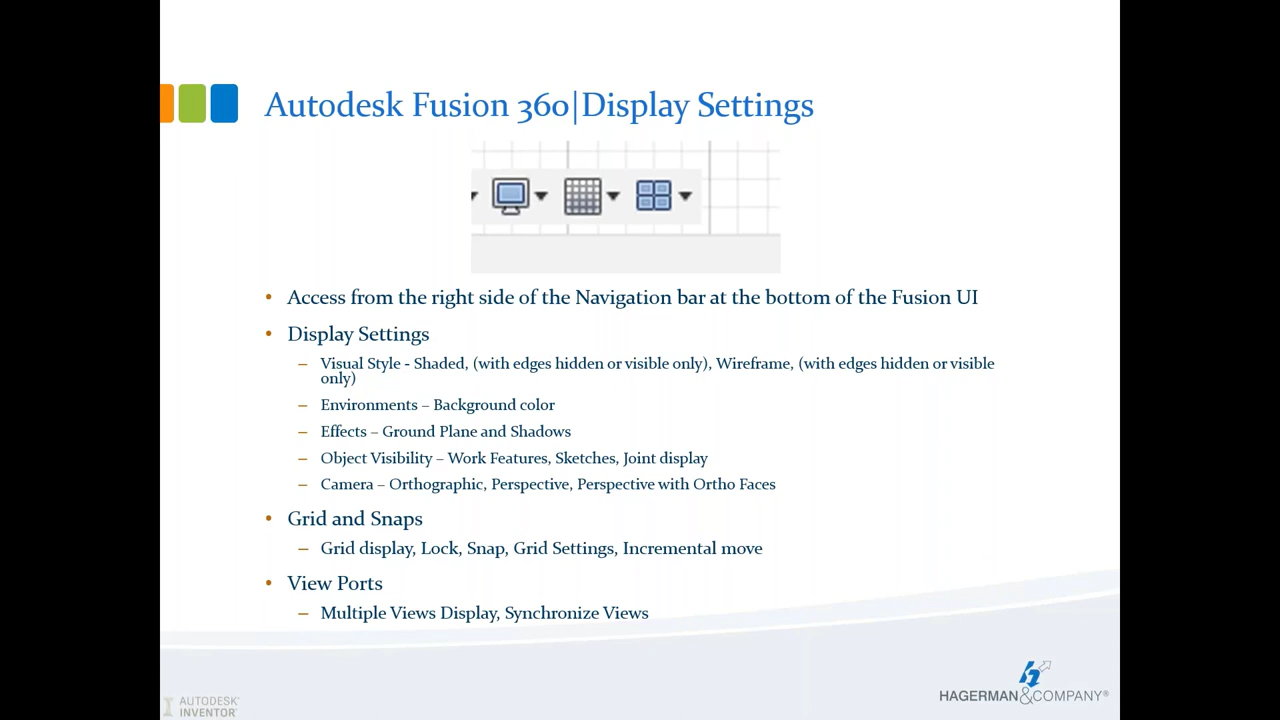 Autodesk Fusion 360|Display Settings
• Access from the right side of the Navigation bar at the bottom of the Fusion UI
• Display Settings
– Visual Style - Shaded, (with edges hidden or visible only), Wireframe, (with edges hidden or visible
only)
– Environments – Background color
– Effects – Ground Plane and Shadows
– Object Visibility – Work Features, Sketches, Joint display
– Camera – Orthographic, Perspective, Perspective with Ortho Faces
• Grid and Snaps
– Grid display, Lock, Snap, Grid Settings, Incremental move
• View Ports
– Multiple Views Display, Synchronize Views
AUTODESK®
INVENTOR®
HAGERMAN&COMPANY®